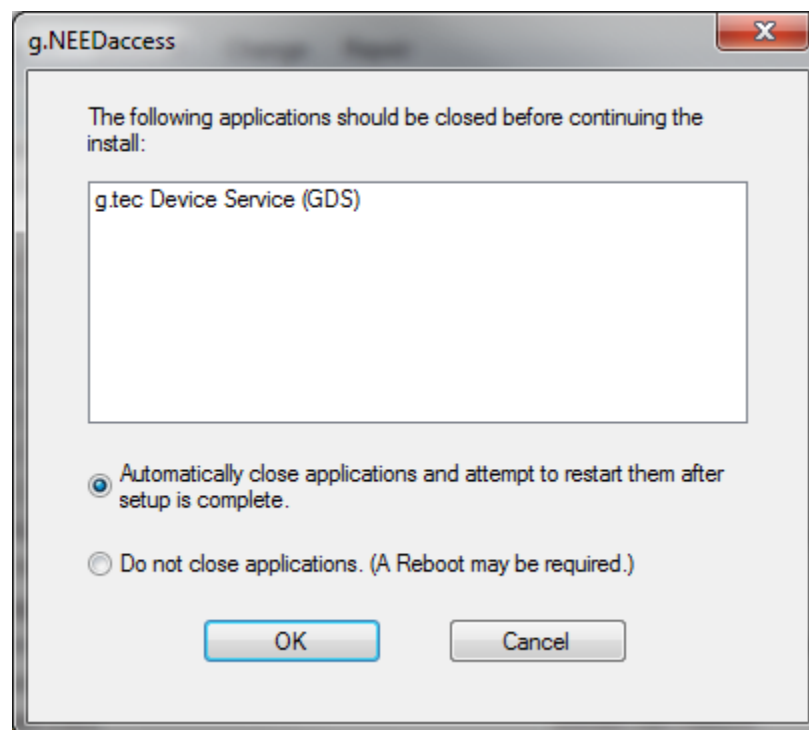 g.NEEDaccess
The following applications should be closed before continuing the
install:
g.tec Device Service (GDS)
Automatically close applications and attempt to restart them after
setup is complete.
Do not close applications. (A Reboot may be required.)
OK
Cancel